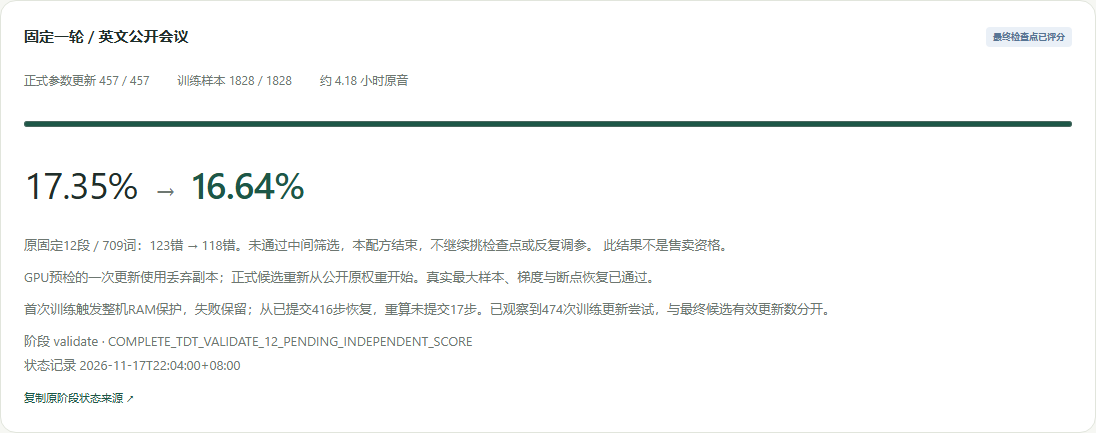 固定一轮 / 英文公开会议
最终检查点已评分
正式参数更新 457 / 457 训练样本 1828 / 1828 约 4.18 小时原音
17.35% → 16.64%
原固定12段 / 709词：123错 → 118错。未通过中间筛选，本配方结束，不继续挑检查点或反复调参。 此结果不是售卖资格。
GPU预检的一次更新使用丢弃副本；正式候选重新从公开原权重开始。真实最大样本、梯度与断点恢复已通过。
首次训练触发整机RAM保护，失败保留；从已提交416步恢复，重算未提交17步。已观察到474次训练更新尝试，与最终候选有效更新数分开。
阶段 validate · COMPLETE_TDT_VALIDATE_12_PENDING_INDEPENDENT_SCORE
状态记录 2026-11-17T22:04:00+08:00
复制原阶段状态来源 ↗